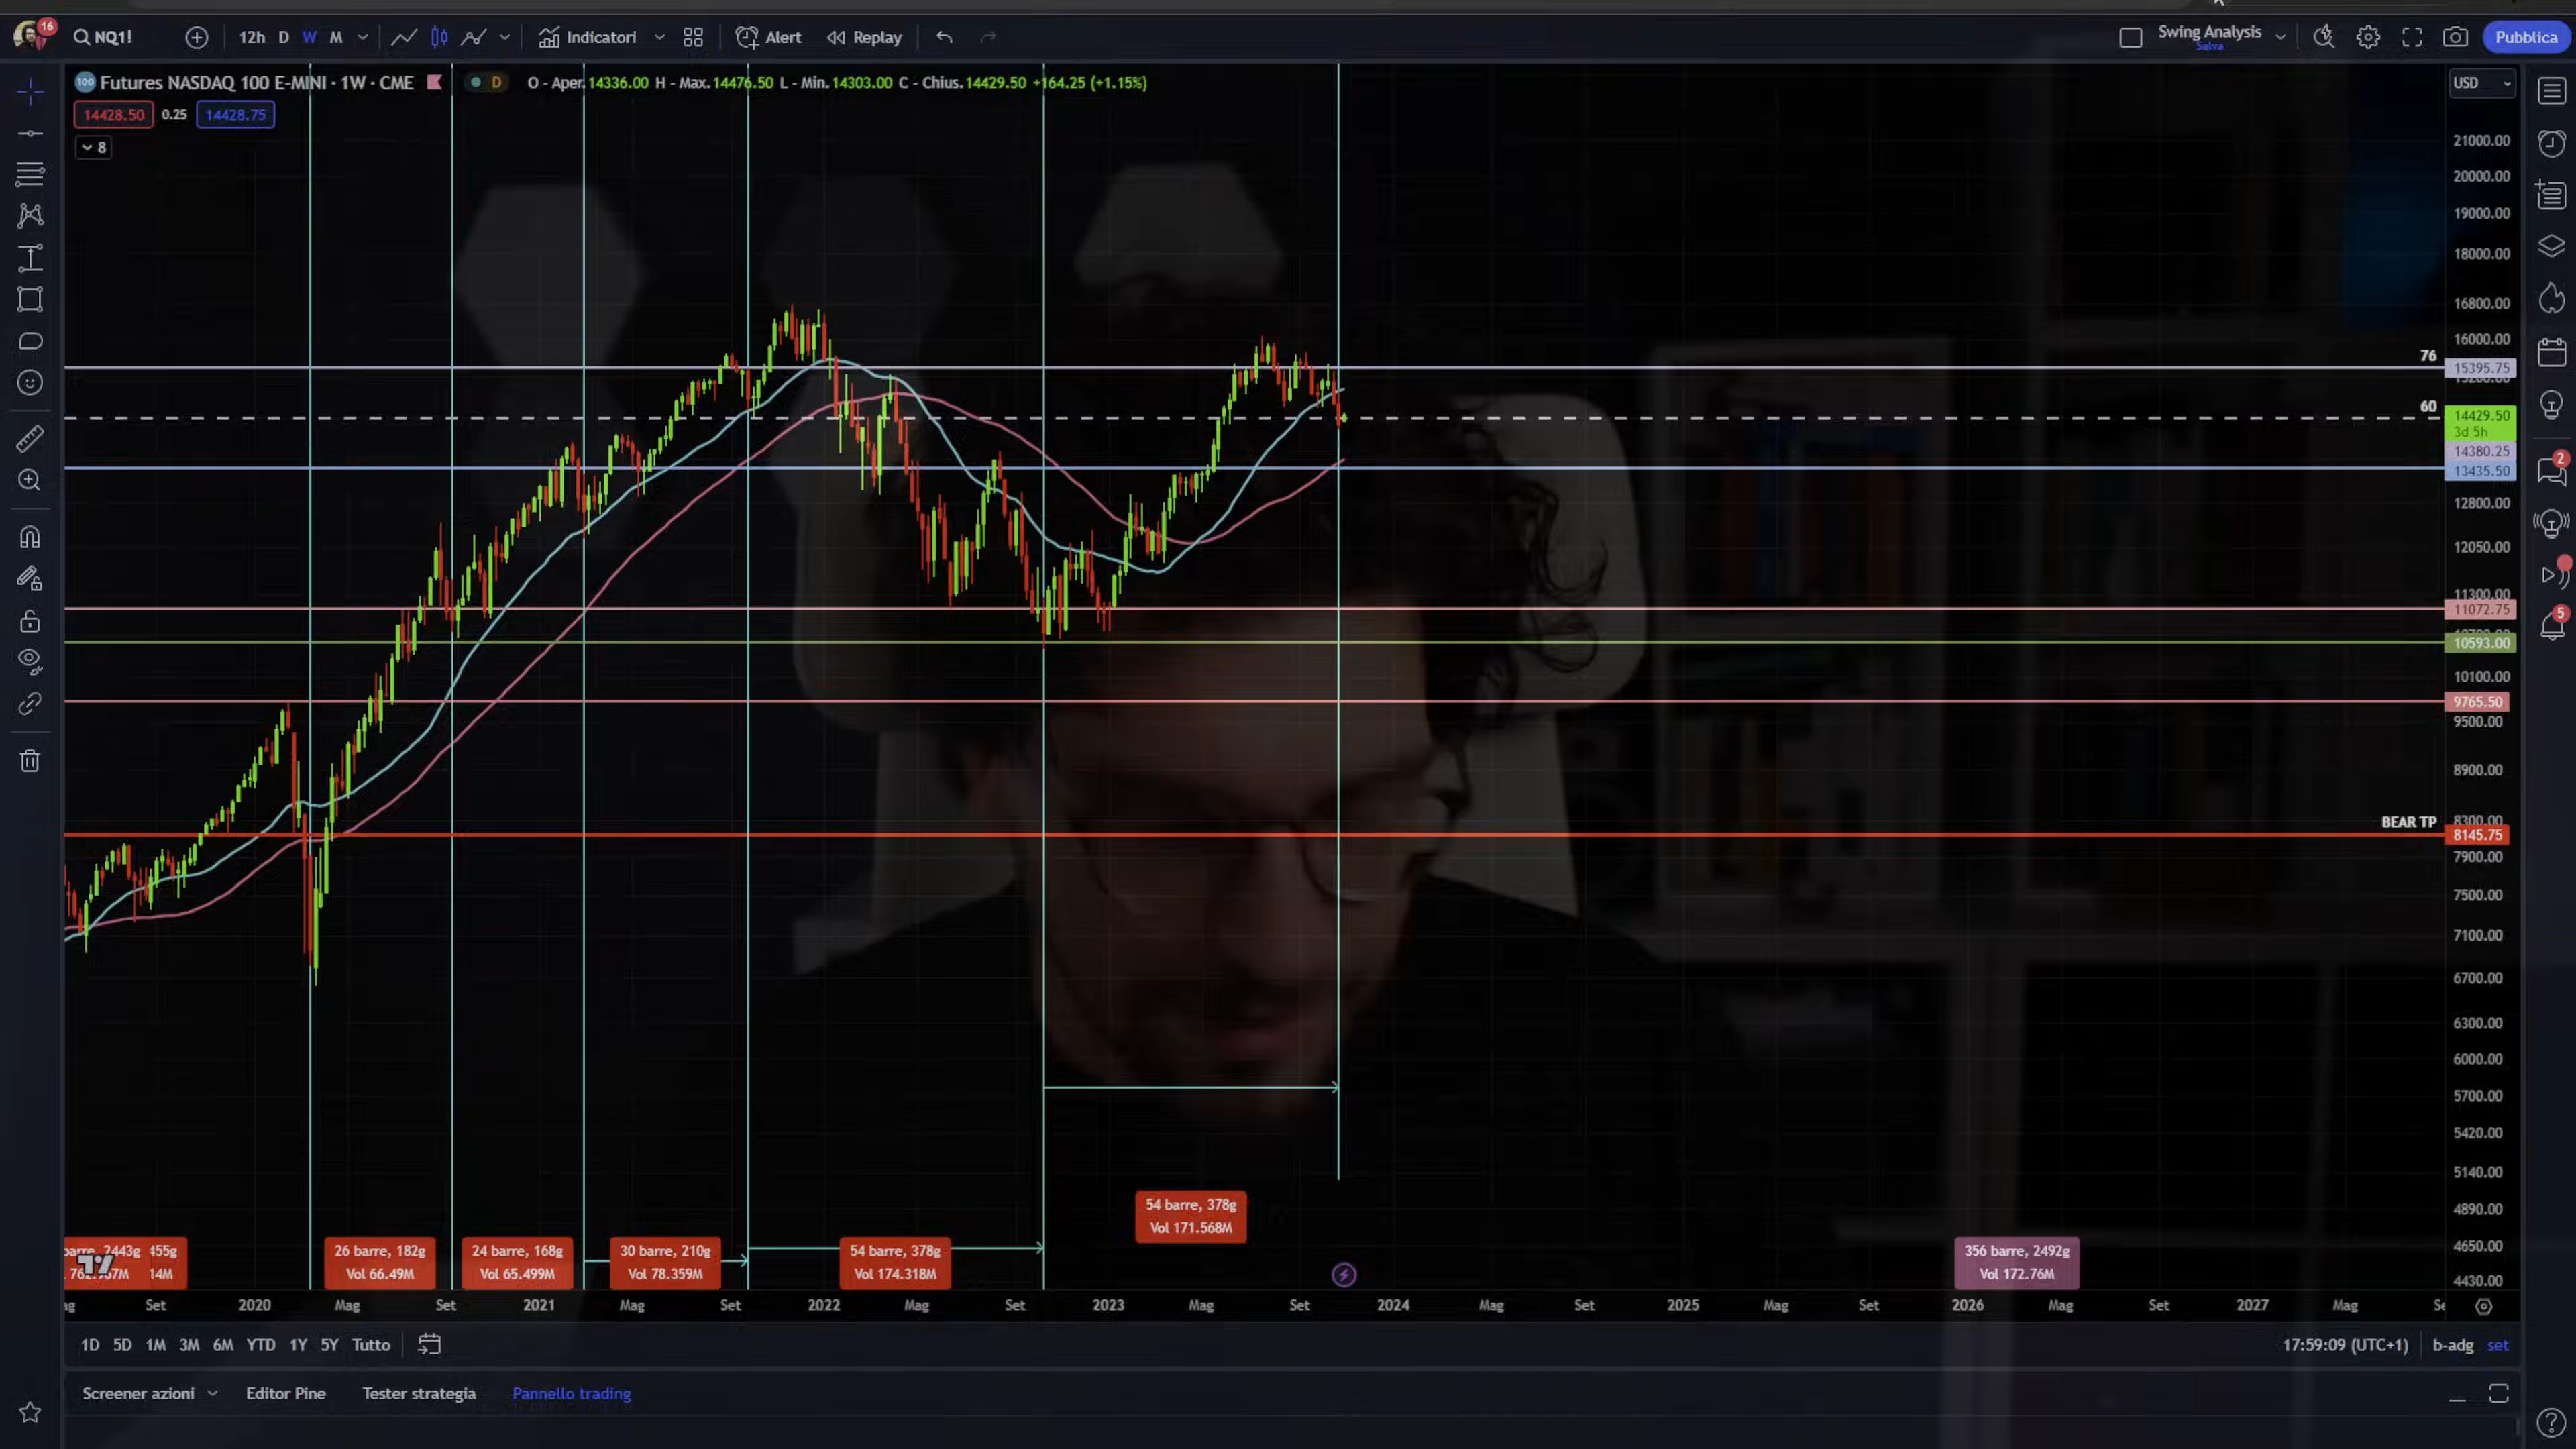 16
NQ1!
12h D W M
Indicatori
Alert
Replay
Swing Analysis
Salva
Pubblica
100 Futures NASDAQ 100 E-MINI · 1W · CME
D
O - Aper.14336.00 H - Max.14476.50 L - Min.14303.00 C - Chius.14429.50 +164.25 (+1.15%)
USD
14428.50 0.25 14428.75
8
21000.00
20000.00
19000.00
18000.00
16800.00
16000.00
76
15395.75
60
14429.50
3d 5h
14380.25
13435.50
12800.00
12050.00
11300.00
11072.75
10593.00
10100.00
9765.50
9500.00
8900.00
8300.00
BEAR TP
8145.75
7900.00
7500.00
7100.00
6700.00
6300.00
6000.00
5700.00
5420.00
5140.00
4890.00
4650.00
4430.00
2
5
54 barre, 378g
Vol 171.568M
barre, 2443g 455g
14M
26 barre, 182g
Vol 66.49M
24 barre, 168g
Vol 65.499M
30 barre, 210g
Vol 78.359M
54 barre, 378g
Vol 174.318M
356 barre, 2492g
Vol 172.76M
Set 2020 Mag Set 2021 Mag Set 2022 Mag Set 2023 Mag Set 2024 Mag Set 2025 Mag Set 2026 Mag Set 2027 Mag
1D 5D 1M 3M 6M YTD 1Y 5Y Tutto
17:59:09 (UTC+1) b-adg set
Screener azioni Editor Pine Tester strategia Pannello trading